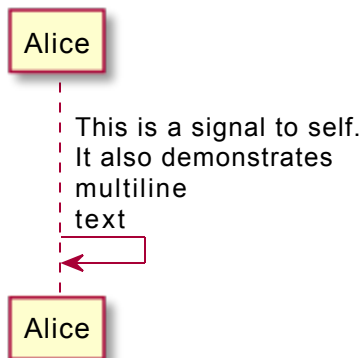 Alice
This is a signal to self.
It also demonstrates
multiline
text
Alice